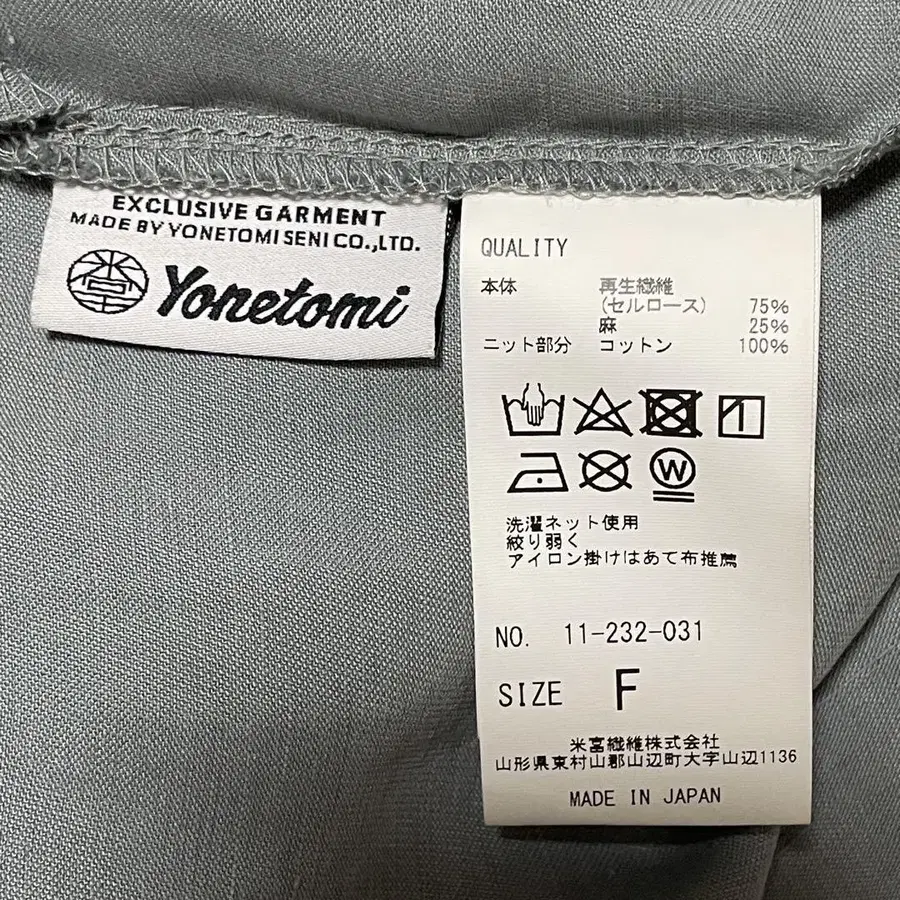 EXCLUSIVE GARMENT
MADE BY YONETOMI SENI CO.,LTD.
Yonetomi
QUALITY
本体 再生繊維
(セルロース) 75%
麻 25%
ニット部分 コットン 100%
W
洗濯ネット使用
絞り弱く
アイロン掛けはあて布推薦
NO. 11-232-031
SIZE F
米富繊維株式会社
山形県東村山郡山辺町大字山辺1136
MADE IN JAPAN